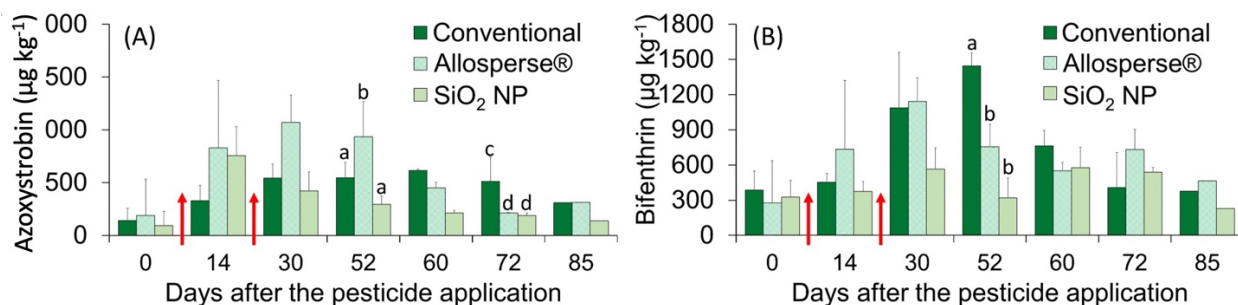 (A)
Azoxystrobin (µg kg⁻¹)
000
500
000
500
0
Conventional
Allosperse®
SiO₂ NP
a
b
a
c
d d
0 14 30 52 60 72 85
Days after the pesticide application
(B)
Bifenthrin (µg kg⁻¹)
1800
1500
1200
900
600
300
0
Conventional
Allosperse®
SiO₂ NP
a
b
b
0 14 30 52 60 72 85
Days after the pesticide application